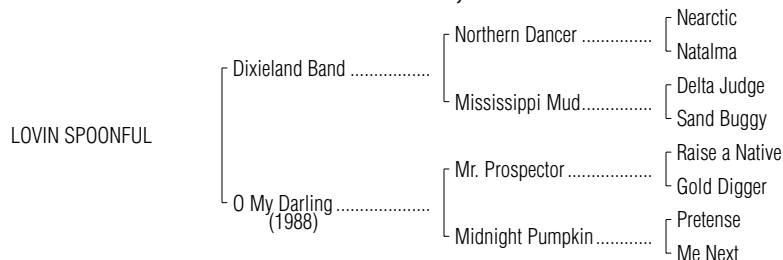 Nearctic
Northern Dancer ..............
Natalma
Dixieland Band .................
Delta Judge
Mississippi Mud..............
Sand Buggy
LOVIN SPOONFUL
Raise a Native
Mr. Prospector .................
Gold Digger
O My Darling ...................
(1988)
Pretense
Midnight Pumpkin...........
Me Next